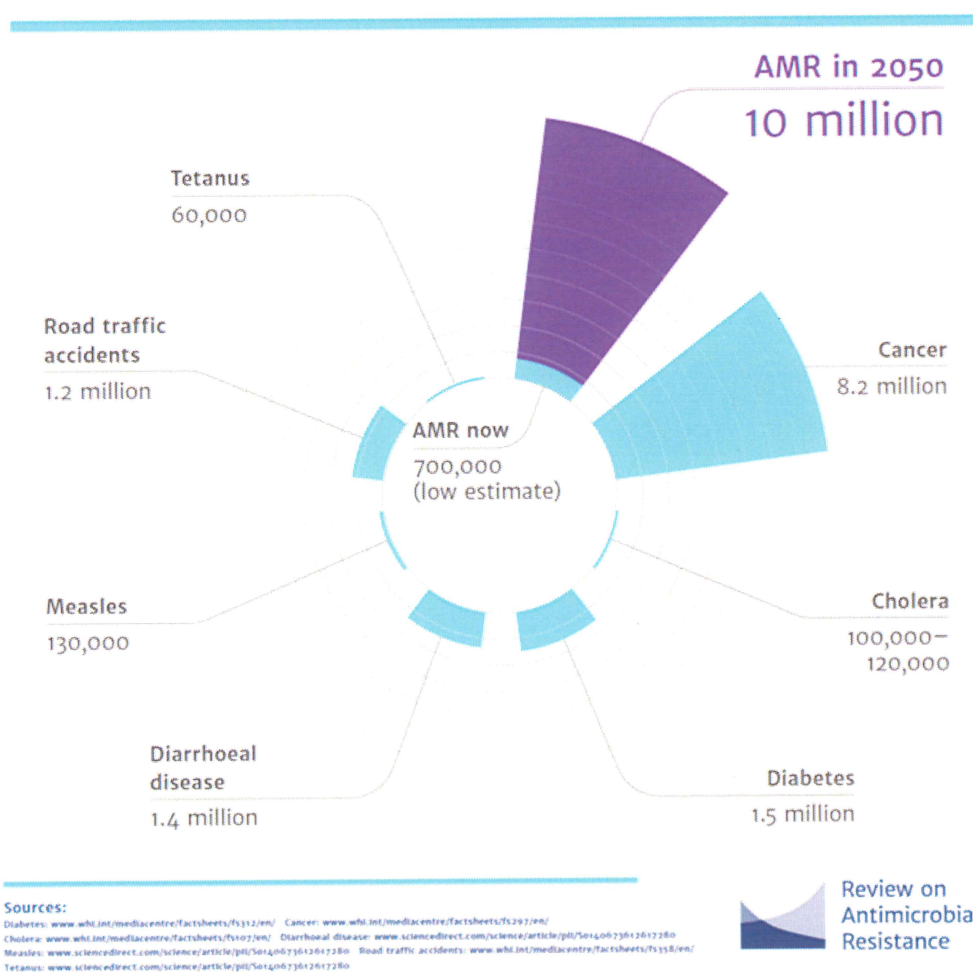 AMR in 2050
10 million
Tetanus
60,000
Road traffic
accidents
1.2 million
Cancer
8.2 million
AMR now
700,000
(low estimate)
Measles
130,000
Cholera
100,000–
120,000
Diarrhoeal
disease
1.4 million
Diabetes
1.5 million
Sources:
Diabetes: www.whi.int/mediacentre/factsheets/fs312/en/ Cancer: www.whi.int/mediacentre/factsheets/fs297/en/
Cholera: www.whi.int/mediacentre/factsheets/fs107/en/ Diarrhoeal disease: www.sciencedirect.com/science/article/pii/S0140673612617280
Measles: www.sciencedirect.com/science/article/pii/S0140673612617280 Road traffic accidents: www.whi.int/mediacentre/factsheets/fs358/en/
Tetanus: www.sciencedirect.com/science/article/pii/S0140673612617280
Review on
Antimicrobia
Resistance